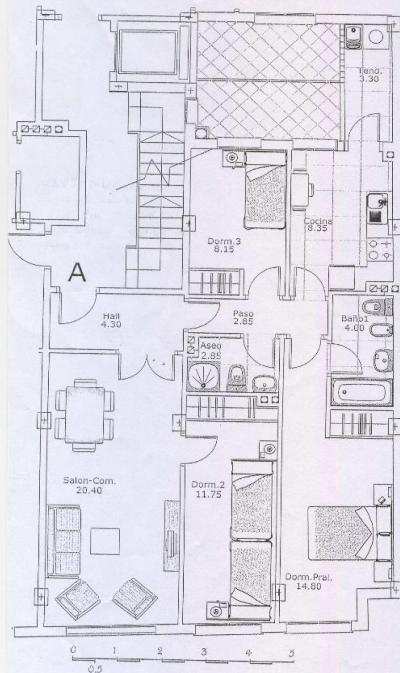 Tend.
3.30
Cocina
8.35
Dorm.3
8.15
A
Hall
4.30
Paso
2.85
Baño1
4.00
Aseo
2.85
Salon-Com.
20.40
Dorm.2
11.75
Dorm.Pral.
14.80
0 1 2 3 4 5
0.5